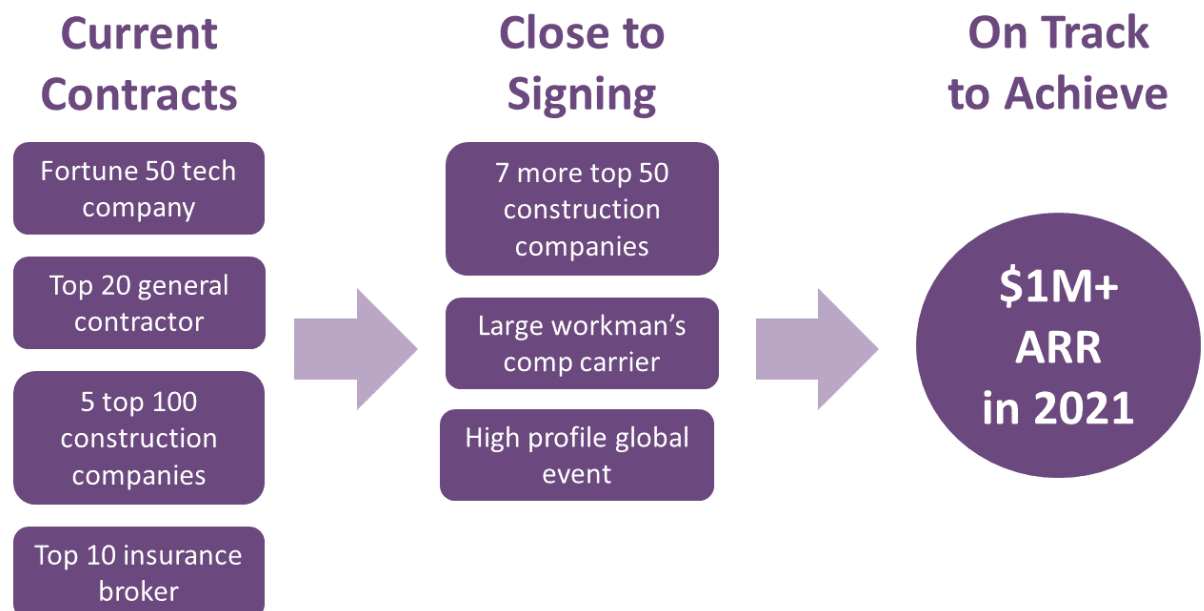 Current
Contracts
Fortune 50 tech
company
Top 20 general
contractor
5 top 100
construction
companies
Top 10 insurance
broker
Close to
Signing
7 more top 50
construction
companies
Large workman’s
comp carrier
High profile global
event
On Track
to Achieve
$1M+
ARR
in 2021